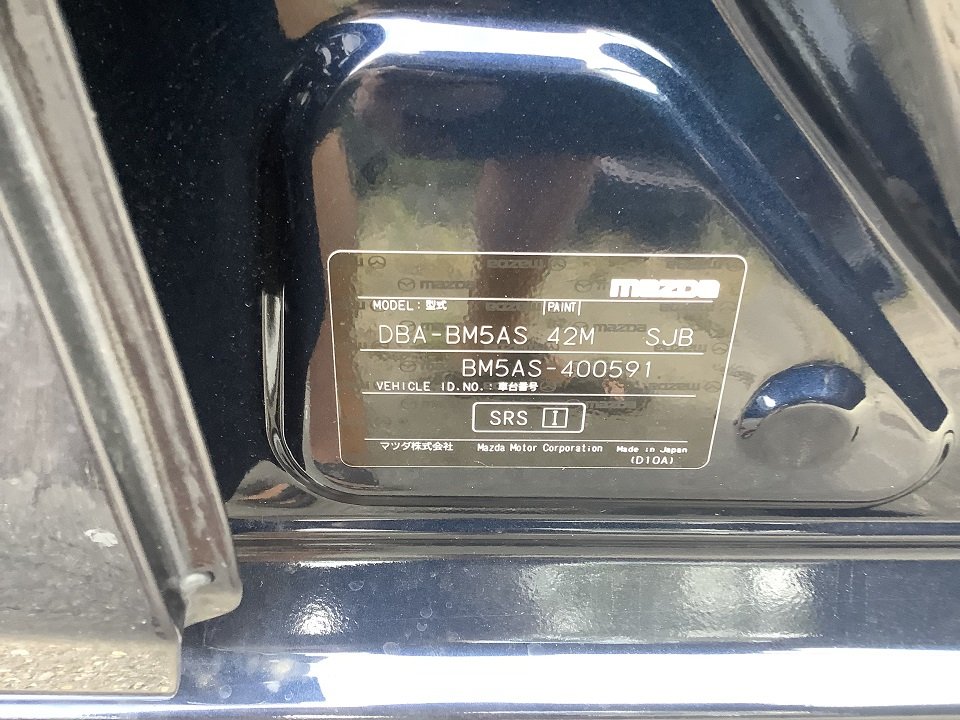 mazda
MODEL：型式 PAINT
DBA-BM5AS 42M SJB
BM5AS-400591
VEHICLE ID.NO.：車台番号
SRS I
マツダ株式会社 Mazda Motor Corporation Made in Japan
(D10A)